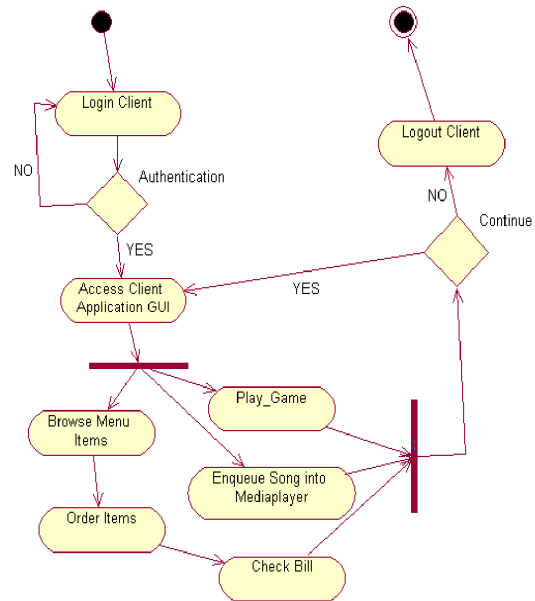 Login Client
Logout Client
NO
Authentication
NO
Continue
YES
Access Client
Application GUI
YES
Play_Game
Browse Menu
Items
Enqueue Song into
Mediaplayer
Order Items
Check Bill